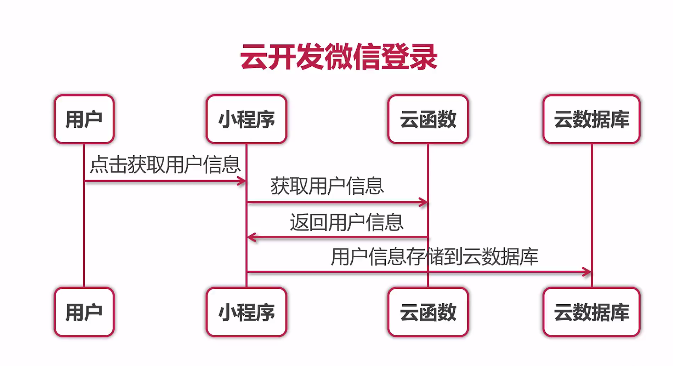 云开发微信登录
用户 小程序 云函数 云数据库
点击获取用户信息
获取用户信息
返回用户信息
用户信息存储到云数据库
用户 小程序 云函数 云数据库